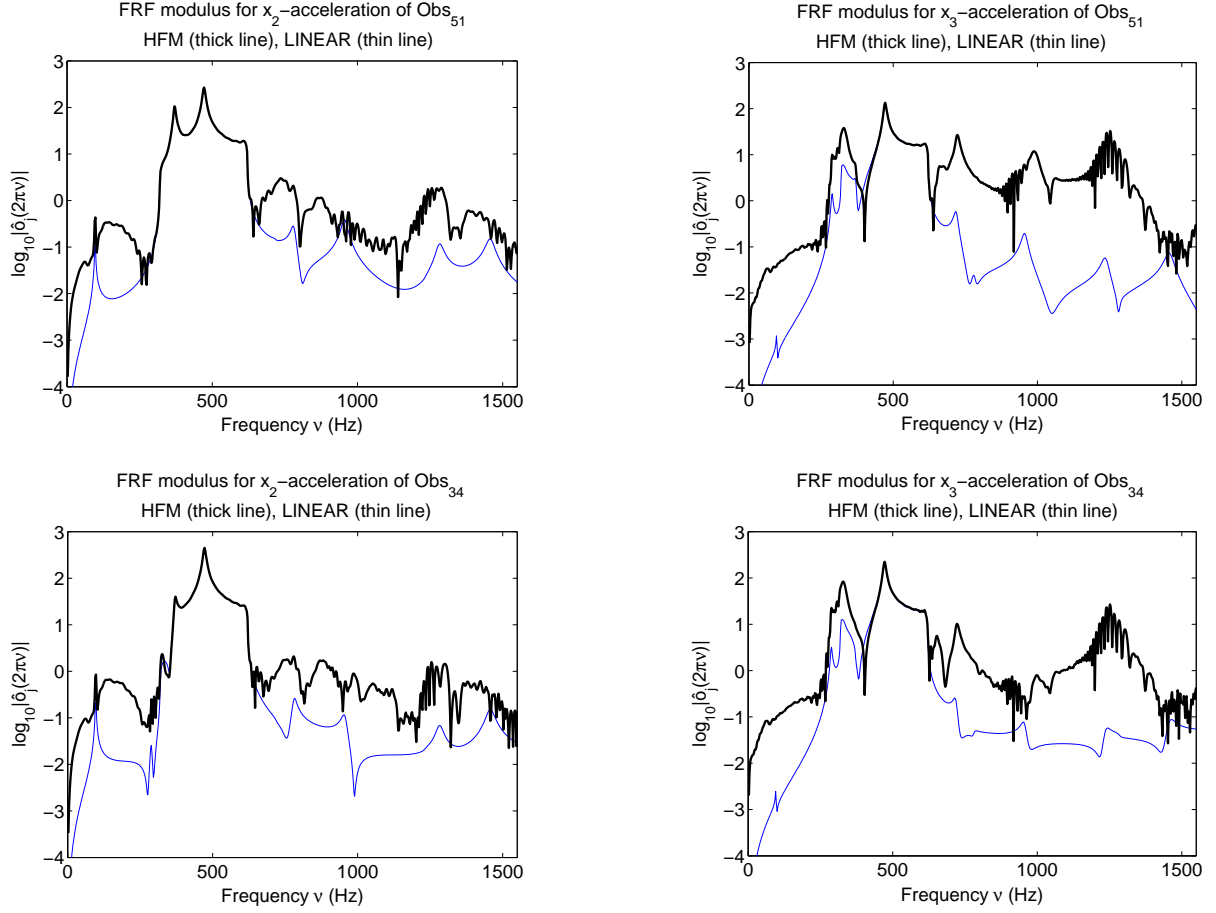 FRF modulus for x₂−acceleration of Obs₅₁
HFM (thick line), LINEAR (thin line)
3
2
1
0
−1
−2
−3
−4
log₁₀|ô_j(2πν)|
0 500 1000 1500
Frequency ν (Hz)
FRF modulus for x₃−acceleration of Obs₅₁
HFM (thick line), LINEAR (thin line)
3
2
1
0
−1
−2
−3
−4
log₁₀|ô_j(2πν)|
0 500 1000 1500
Frequency ν (Hz)
FRF modulus for x₂−acceleration of Obs₃₄
HFM (thick line), LINEAR (thin line)
3
2
1
0
−1
−2
−3
−4
log₁₀|ô_j(2πν)|
0 500 1000 1500
Frequency ν (Hz)
FRF modulus for x₃−acceleration of Obs₃₄
HFM (thick line), LINEAR (thin line)
3
2
1
0
−1
−2
−3
−4
log₁₀|ô_j(2πν)|
0 500 1000 1500
Frequency ν (Hz)